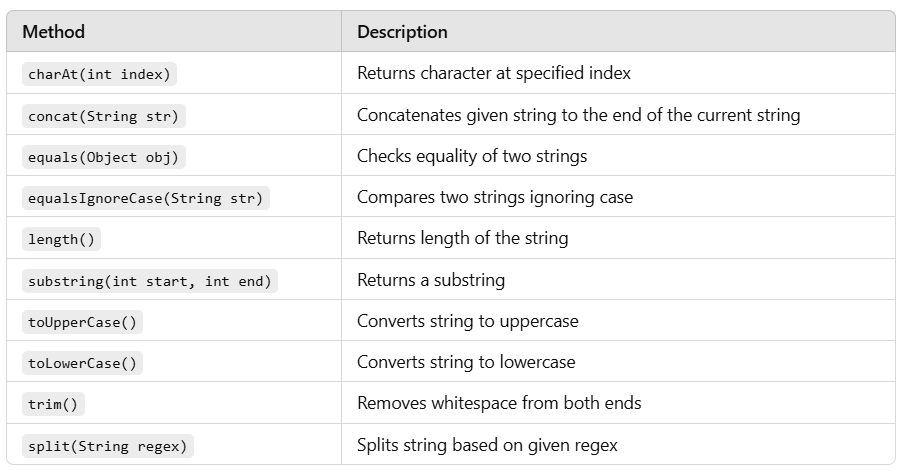 Method Description
charAt(int index) Returns character at specified index
concat(String str) Concatenates given string to the end of the current string
equals(Object obj) Checks equality of two strings
equalsIgnoreCase(String str) Compares two strings ignoring case
length() Returns length of the string
substring(int start, int end) Returns a substring
toUpperCase() Converts string to uppercase
toLowerCase() Converts string to lowercase
trim() Removes whitespace from both ends
split(String regex) Splits string based on given regex